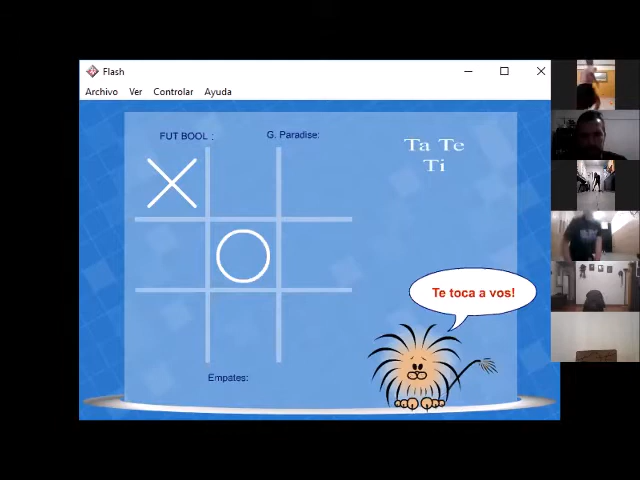 Flash
Archivo Ver Controlar Ayuda
FUT BOOL : G. Paradise:
Ta Te
Ti
Te toca a vos!
Empates: